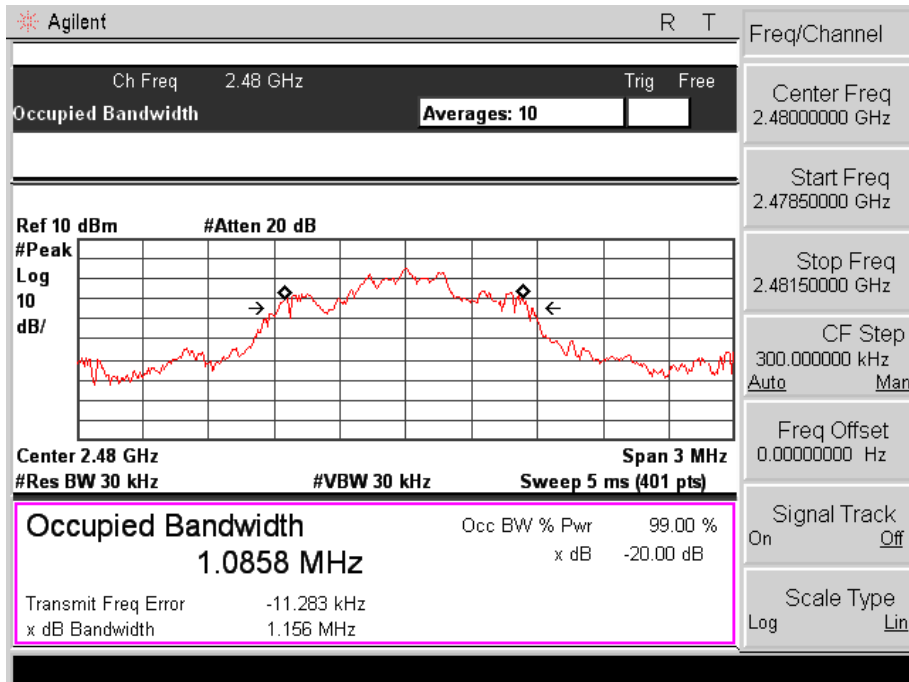 Agilent R T
Ch Freq 2.48 GHz Trig Free
Occupied Bandwidth Averages: 10
Ref 10 dBm #Atten 20 dB
#Peak
Log
10
dB/
Center 2.48 GHz Span 3 MHz
#Res BW 30 kHz #VBW 30 kHz Sweep 5 ms (401 pts)
Occupied Bandwidth Occ BW % Pwr 99.00 %
1.0858 MHz x dB -20.00 dB
Transmit Freq Error -11.283 kHz
x dB Bandwidth 1.156 MHz
Freq/Channel
Center Freq
2.48000000 GHz
Start Freq
2.47850000 GHz
Stop Freq
2.48150000 GHz
CF Step
300.000000 kHz
Auto Man
Freq Offset
0.00000000 Hz
Signal Track
On Off
Scale Type
Log Lin